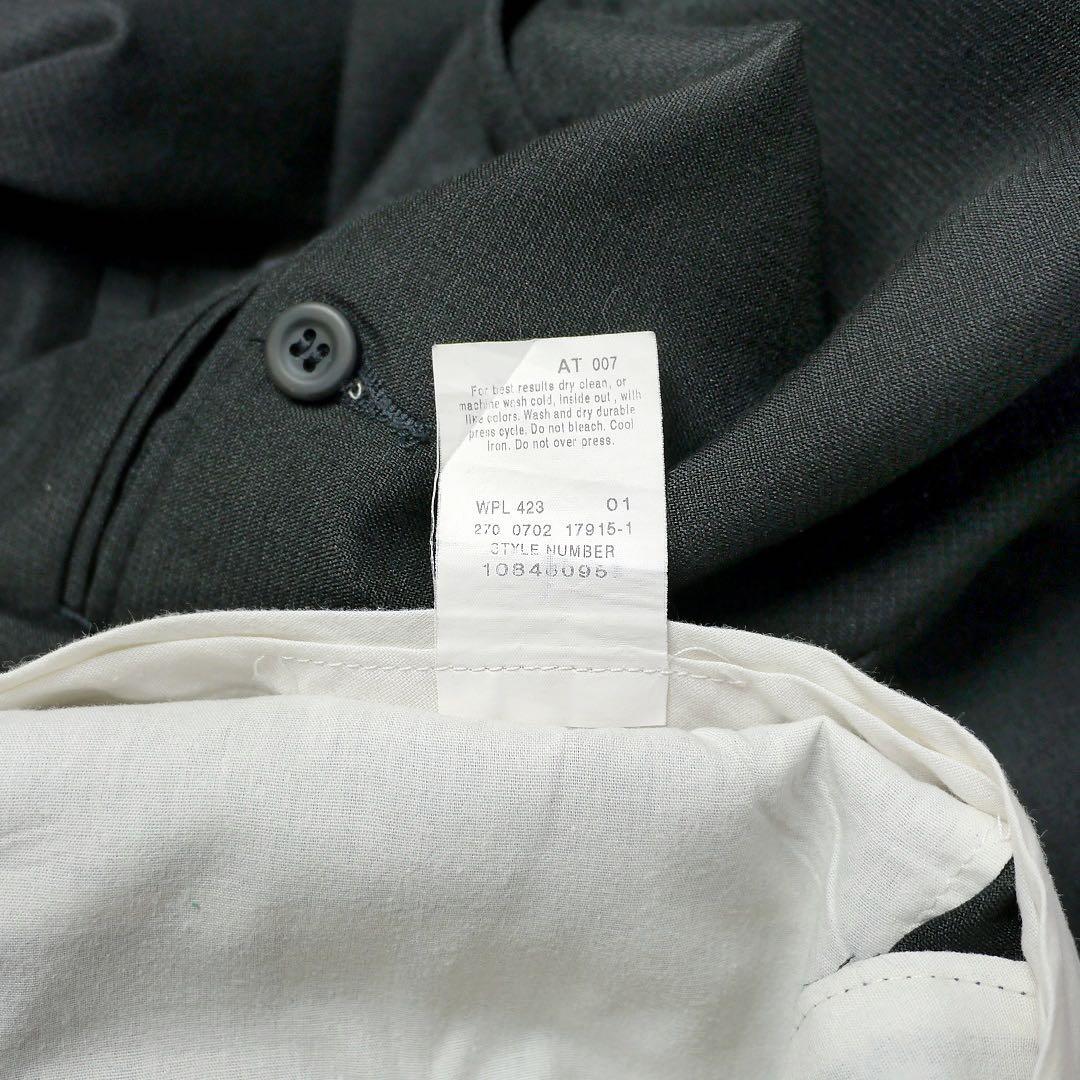 AT 007
For best results dry clean, or
machine wash cold, inside out, with
like colors. Wash and dry durable
press cycle. Do not bleach. Cool
Iron. Do not over press.
WPL 423 01
270 0702 17915-1
STYLE NUMBER